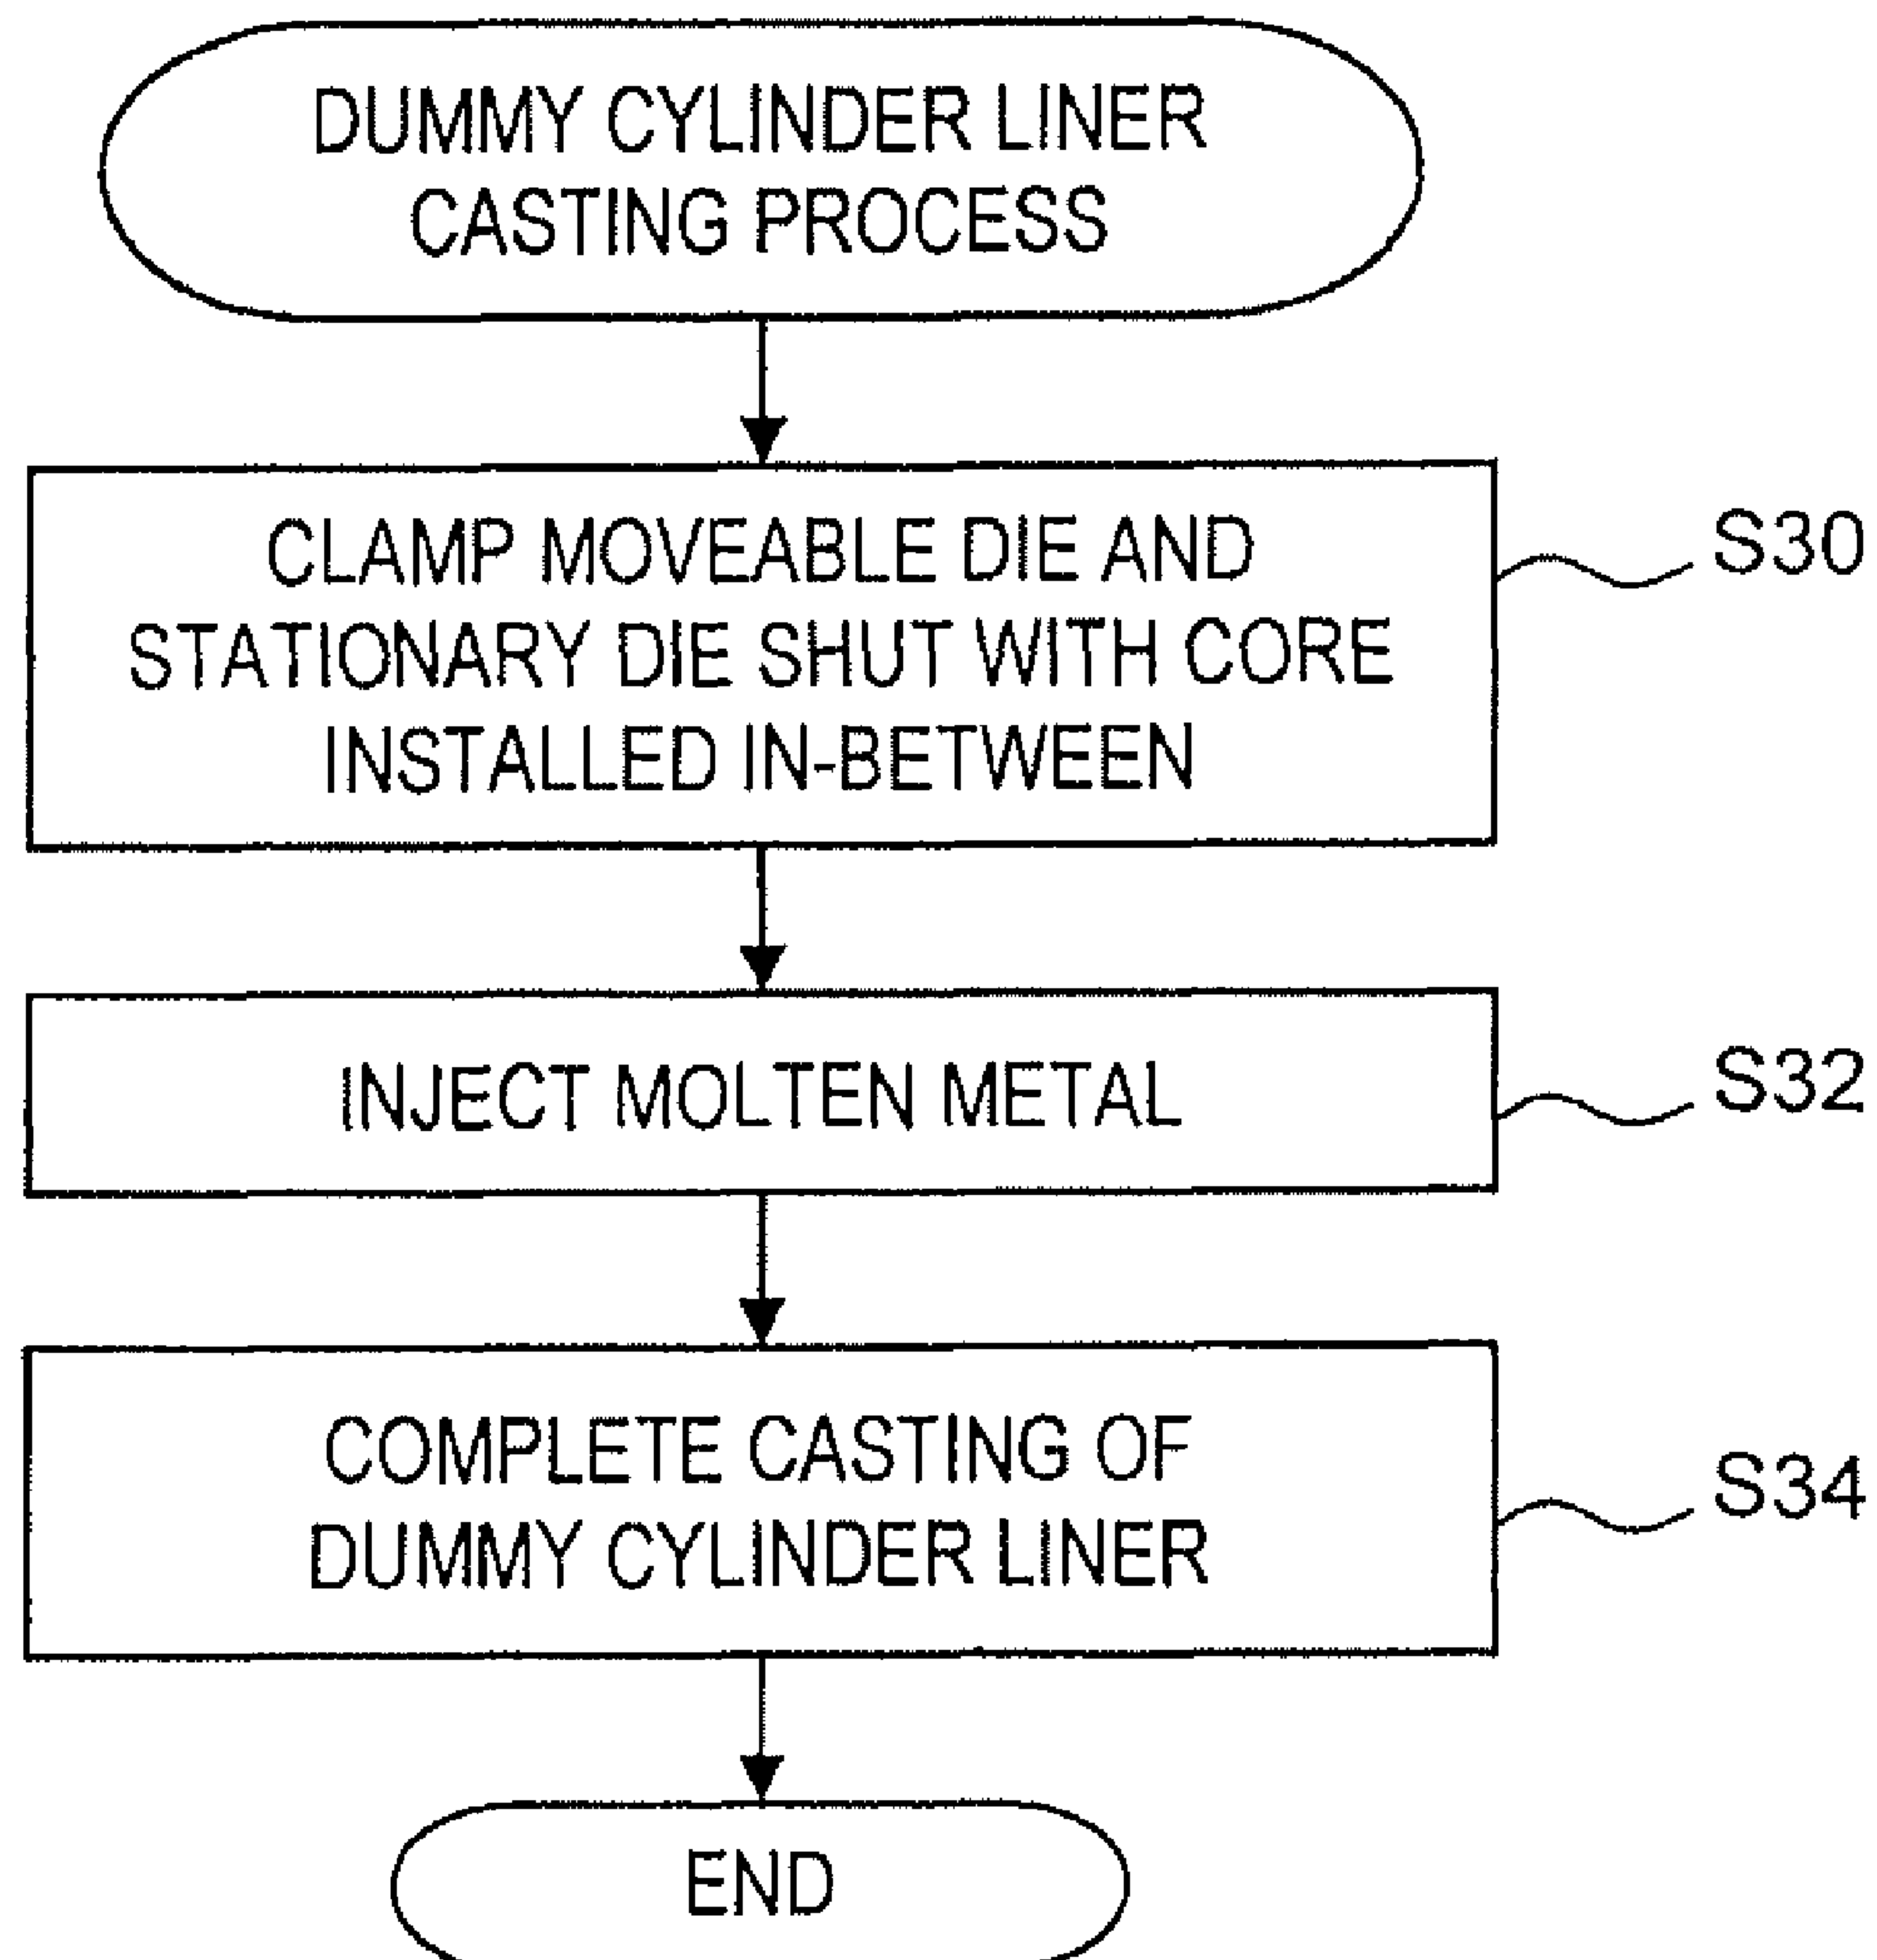 DUMMY CYLINDER LINER
CASTING PROCESS
CLAMP MOVEABLE DIE AND
STATIONARY DIE SHUT WITH CORE
INSTALLED IN-BETWEEN
S30
INJECT MOLTEN METAL
S32
COMPLETE CASTING OF
DUMMY CYLINDER LINER
S34
END